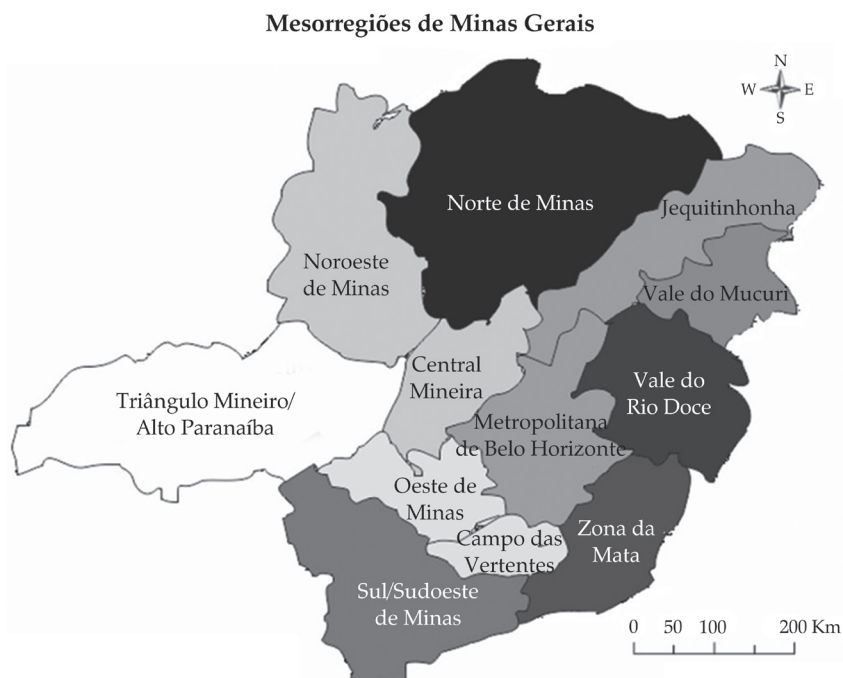 Mesorregiões de Minas Gerais
N
W E
S
Norte de Minas
Jequitinhonha
Noroeste
de Minas
Vale do Mucuri
Central
Mineira
Vale do
Rio Doce
Triângulo Mineiro/
Alto Paranaíba
Metropolitana
de Belo Horizonte
Oeste de
Minas
Campo das
Vertentes
Zona da
Mata
Sul/Sudoeste
de Minas
0 50 100 200 Km